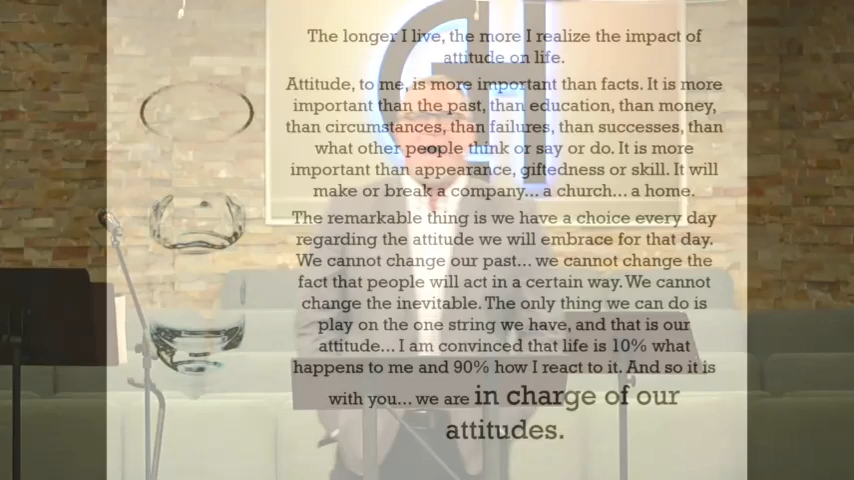 The longer I live, the more I realize the impact of
attitude on life.
Attitude, to me, is more important than facts. It is more
important than the past, than education, than money,
than circumstances, than failures, than successes, than
what other people think or say or do. It is more
important than appearance, giftedness or skill. It will
make or break a company... a church... a home.
The remarkable thing is we have a choice every day
regarding the attitude we will embrace for that day.
We cannot change our past... we cannot change the
fact that people will act in a certain way. We cannot
change the inevitable. The only thing we can do is
play on the one string we have, and that is our
attitude... I am convinced that life is 10% what
happens to me and 90% how I react to it. And so it is
with you... we are in charge of our
attitudes.